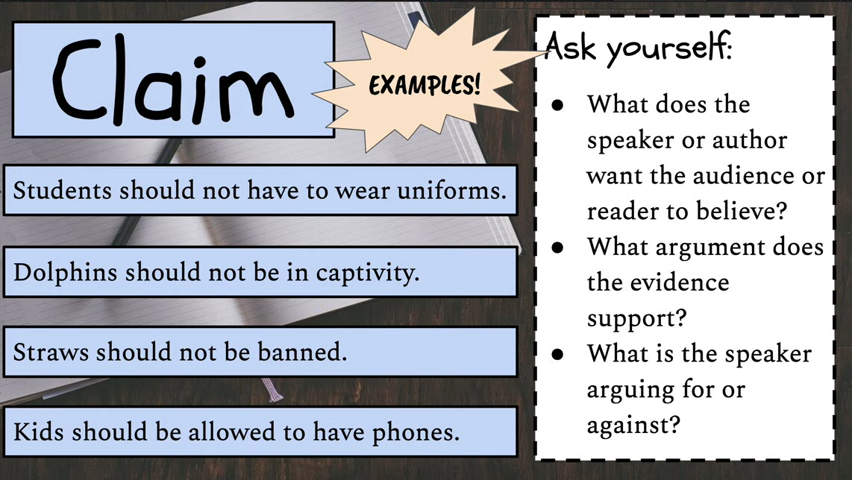 Claim
EXAMPLES!
Students should not have to wear uniforms.
Dolphins should not be in captivity.
Straws should not be banned.
Kids should be allowed to have phones.
Ask yourself:
● What does the
speaker or author
want the audience or
reader to believe?
● What argument does
the evidence
support?
● What is the speaker
arguing for or
against?